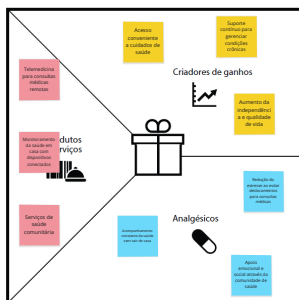 Acesso
conveniente
a cuidados de
saúde
Suporte
contínuo para
gerenciar
condições
crônicas
Telemedicina
para consultas
médicas
remotas
Criadores de ganhos
Aumento da
independênci
a e qualidade
de vida
Monitoramento
da saúde em
casa com
dispositivos
conectados
dutos
rviços
Redução do
estresse ao evitar
deslocamentos
para consultas
médicas
Serviços de
saúde
comunitária
Acompanhamento
constante da saúde
sem sair de casa
Analgésicos
Apoio
emocional e
social através da
comunidade de
saúde